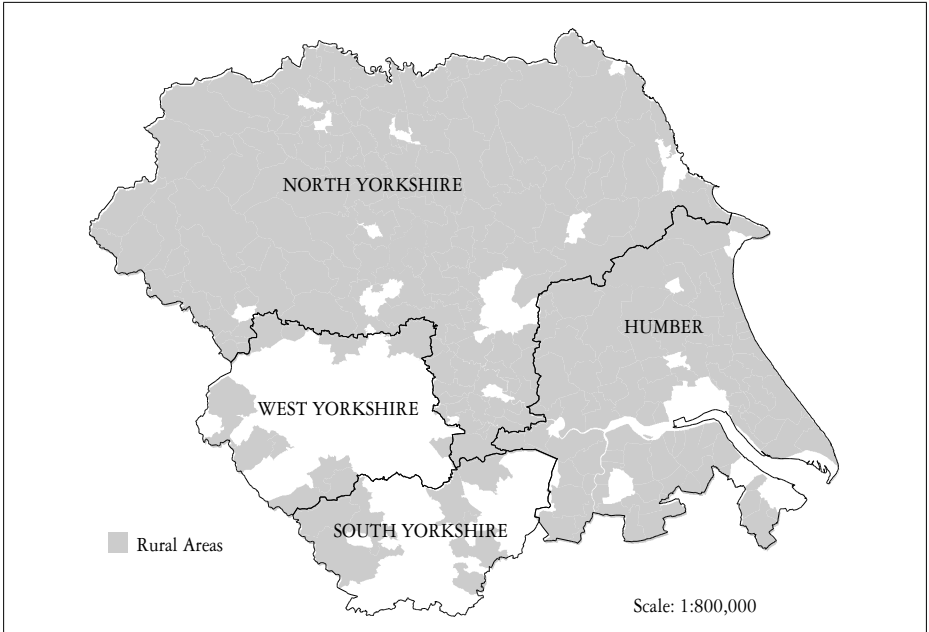 NORTH YORKSHIRE
HUMBER
WEST YORKSHIRE
SOUTH YORKSHIRE
Rural Areas
Scale: 1:800,000